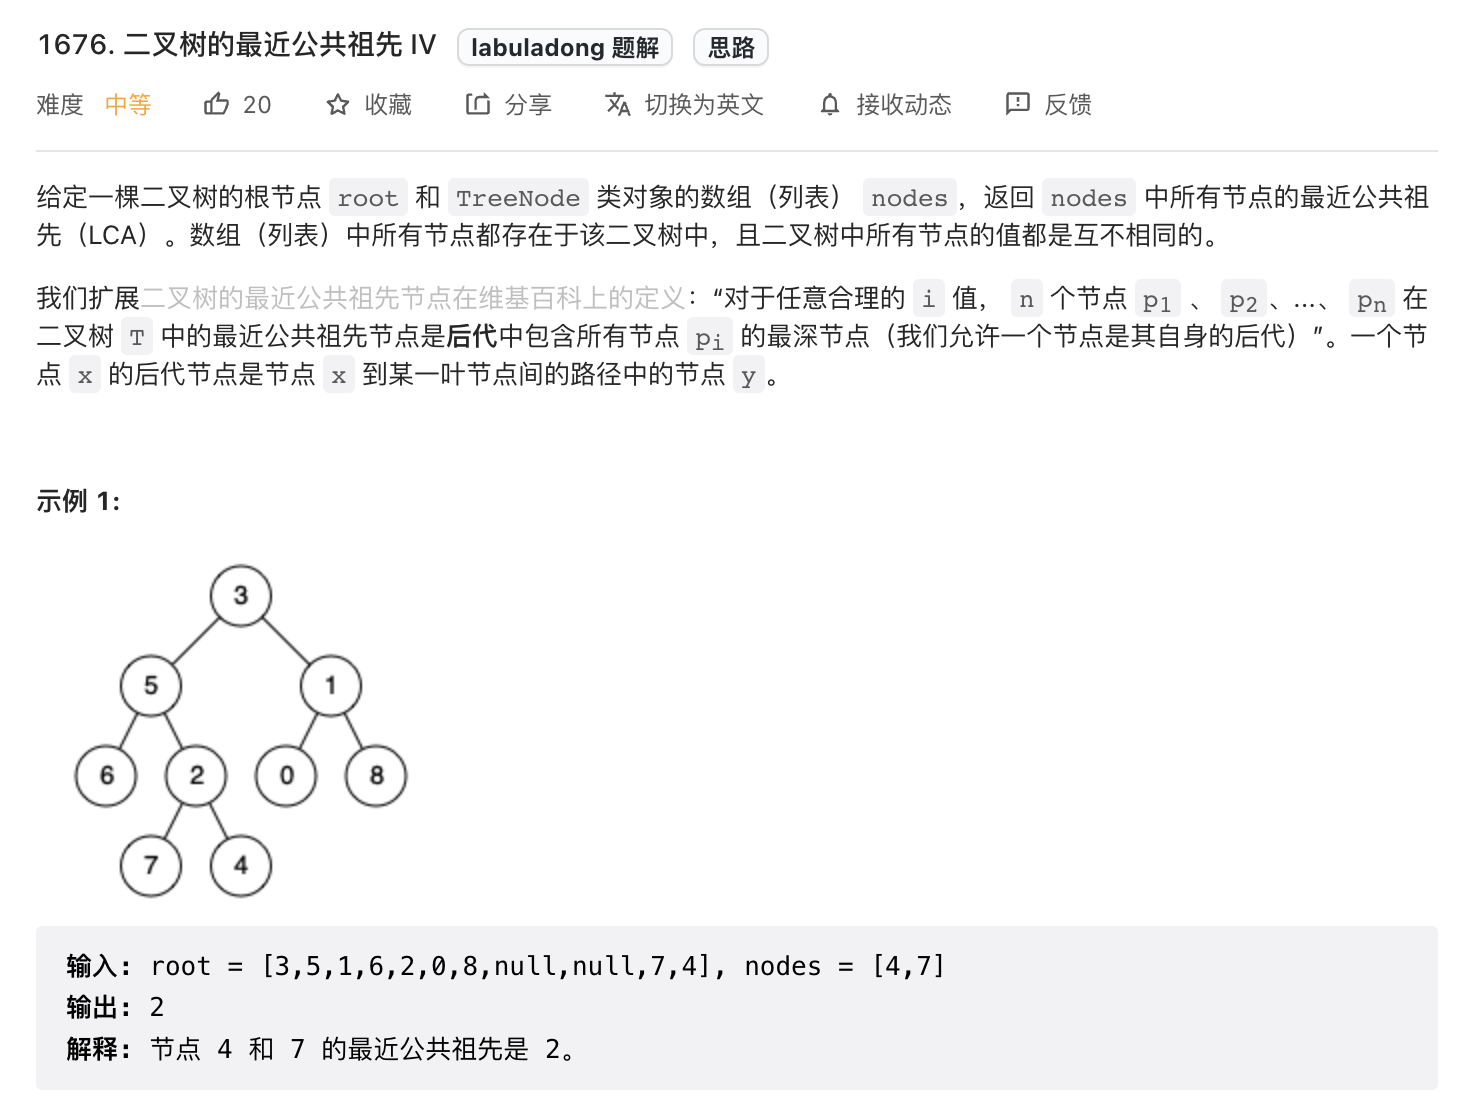 1676. 二叉树的最近公共祖先 IV labuladong 题解 思路
难度 中等 20 收藏 分享 切换为英文 接收动态 反馈
给定一棵二叉树的根节点 root 和 TreeNode 类对象的数组（列表） nodes，返回 nodes 中所有节点的最近公共祖
先（LCA）。数组（列表）中所有节点都存在于该二叉树中，且二叉树中所有节点的值都是互不相同的。
我们扩展二叉树的最近公共祖先节点在维基百科上的定义：“对于任意合理的 i 值， n 个节点 p1 、 p2、...、 pn 在
二叉树 T 中的最近公共祖先节点是后代中包含所有节点 pi 的最深节点（我们允许一个节点是其自身的后代）”。一个节
点 x 的后代节点是节点 x 到某一叶节点间的路径中的节点 y。
示例 1:
3
5 1
6 2 0 8
7 4
输入: root = [3,5,1,6,2,0,8,null,null,7,4], nodes = [4,7]
输出: 2
解释: 节点 4 和 7 的最近公共祖先是 2。